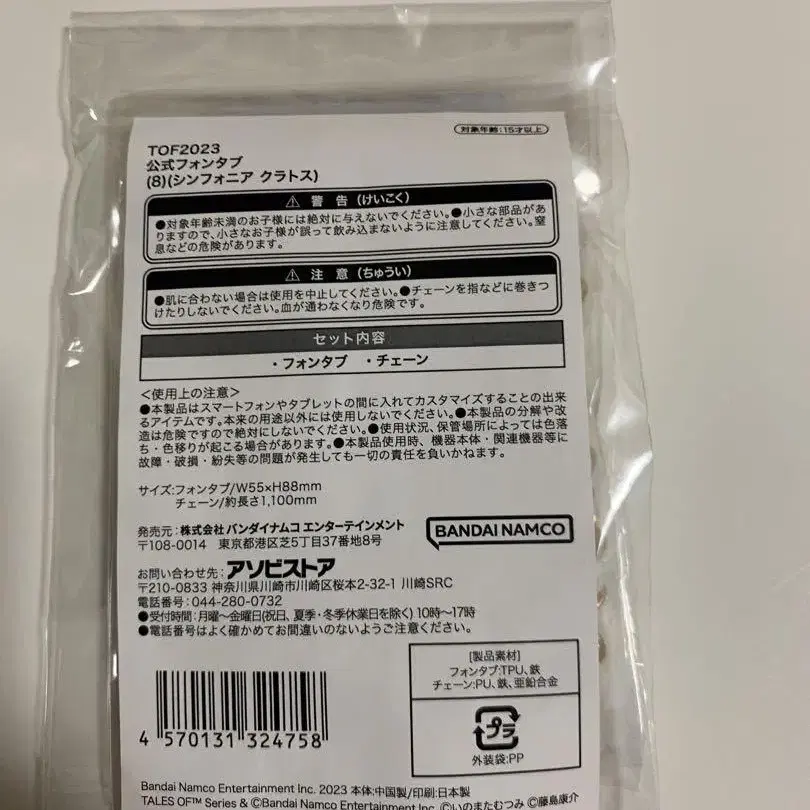 対象年齢:15才以上
TOF2023
公式フォンタブ
(8)(シンフォニア クラトス)
⚠ 警 告 (けいこく)
●対象年齢未満のお子様には絶対に与えないでください。●小さな部品があ
りますので、小さなお子様が誤って飲み込まないように注意してください。窒
息などの危険があります。
⚠ 注 意 (ちゅうい)
●肌に合わない場合は使用を中止してください。●チェーンを指などに巻きつ
けたりしないでください。血が通わなくなり危険です。
セット内容
・フォンタブ ・チェーン
<使用上の注意>
●本製品はスマートフォンやタブレットの間に入れてカスタマイズすることの出来
るアイテムです。本来の用途以外には使用しないでください。●本製品の分解や改
造は危険ですので絶対にしないでください。●使用状況、保管場所によっては色落
ち・色移りが起こる場合があります。●本製品使用時、機器本体・関連機器等に
故障・破損・紛失等の問題が発生しても一切の責任を負いかねます。
サイズ:フォンタブ/W55×H88mm
チェーン/約長さ1,100mm
発売元:株式会社 バンダイナムコ エンターテインメント
〒108-0014 東京都港区芝5丁目37番地8号
BANDAI NAMCO
お問い合わせ先:アソビストア
〒210-0833 神奈川県川崎市川崎区桜本2-32-1 川崎SRC
電話番号:044-280-0732
●受付時間:月曜〜金曜日(祝日、夏季・冬季休業日を除く) 10時〜17時
●電話番号はよく確かめてお間違いのないようご注意ください。
[製品素材]
フォンタブ:TPU、鉄
チェーン:PU、鉄、亜鉛合金
プラ
外装袋:PP
4 570131 324758
Bandai Namco Entertainment Inc. 2023 本体:中国製/印刷:日本製
TALES OF™ Series & ©Bandai Namco Entertainment Inc. ©いのまたむつみ ©藤島康介